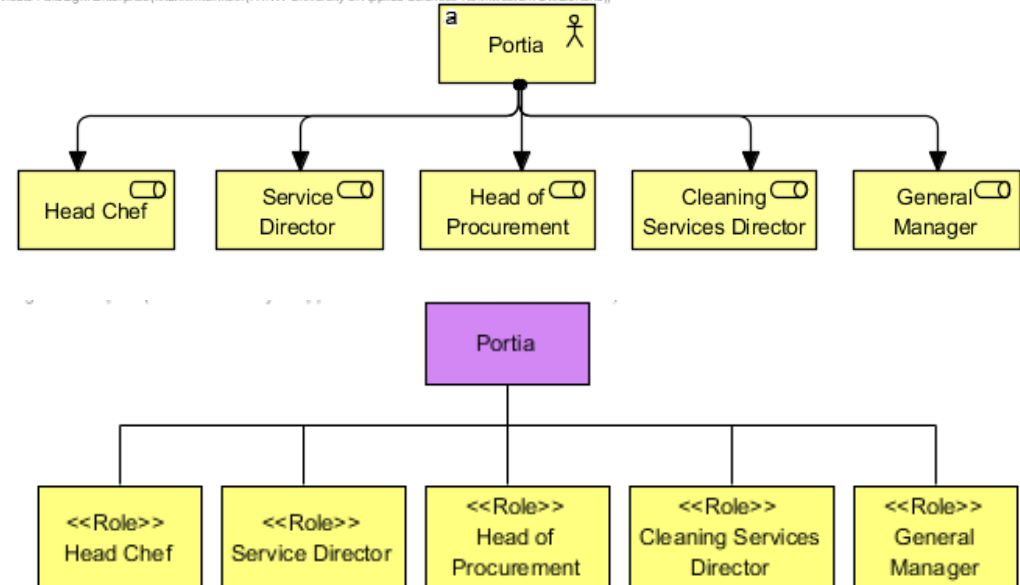 a
Portia
Head Chef
Service
Director
Head of
Procurement
Cleaning
Services Director
General
Manager
Portia
<<Role>>
Head Chef
<<Role>>
Service Director
<<Role>>
Head of
Procurement
<<Role>>
Cleaning Services
Director
<<Role>>
General
Manager